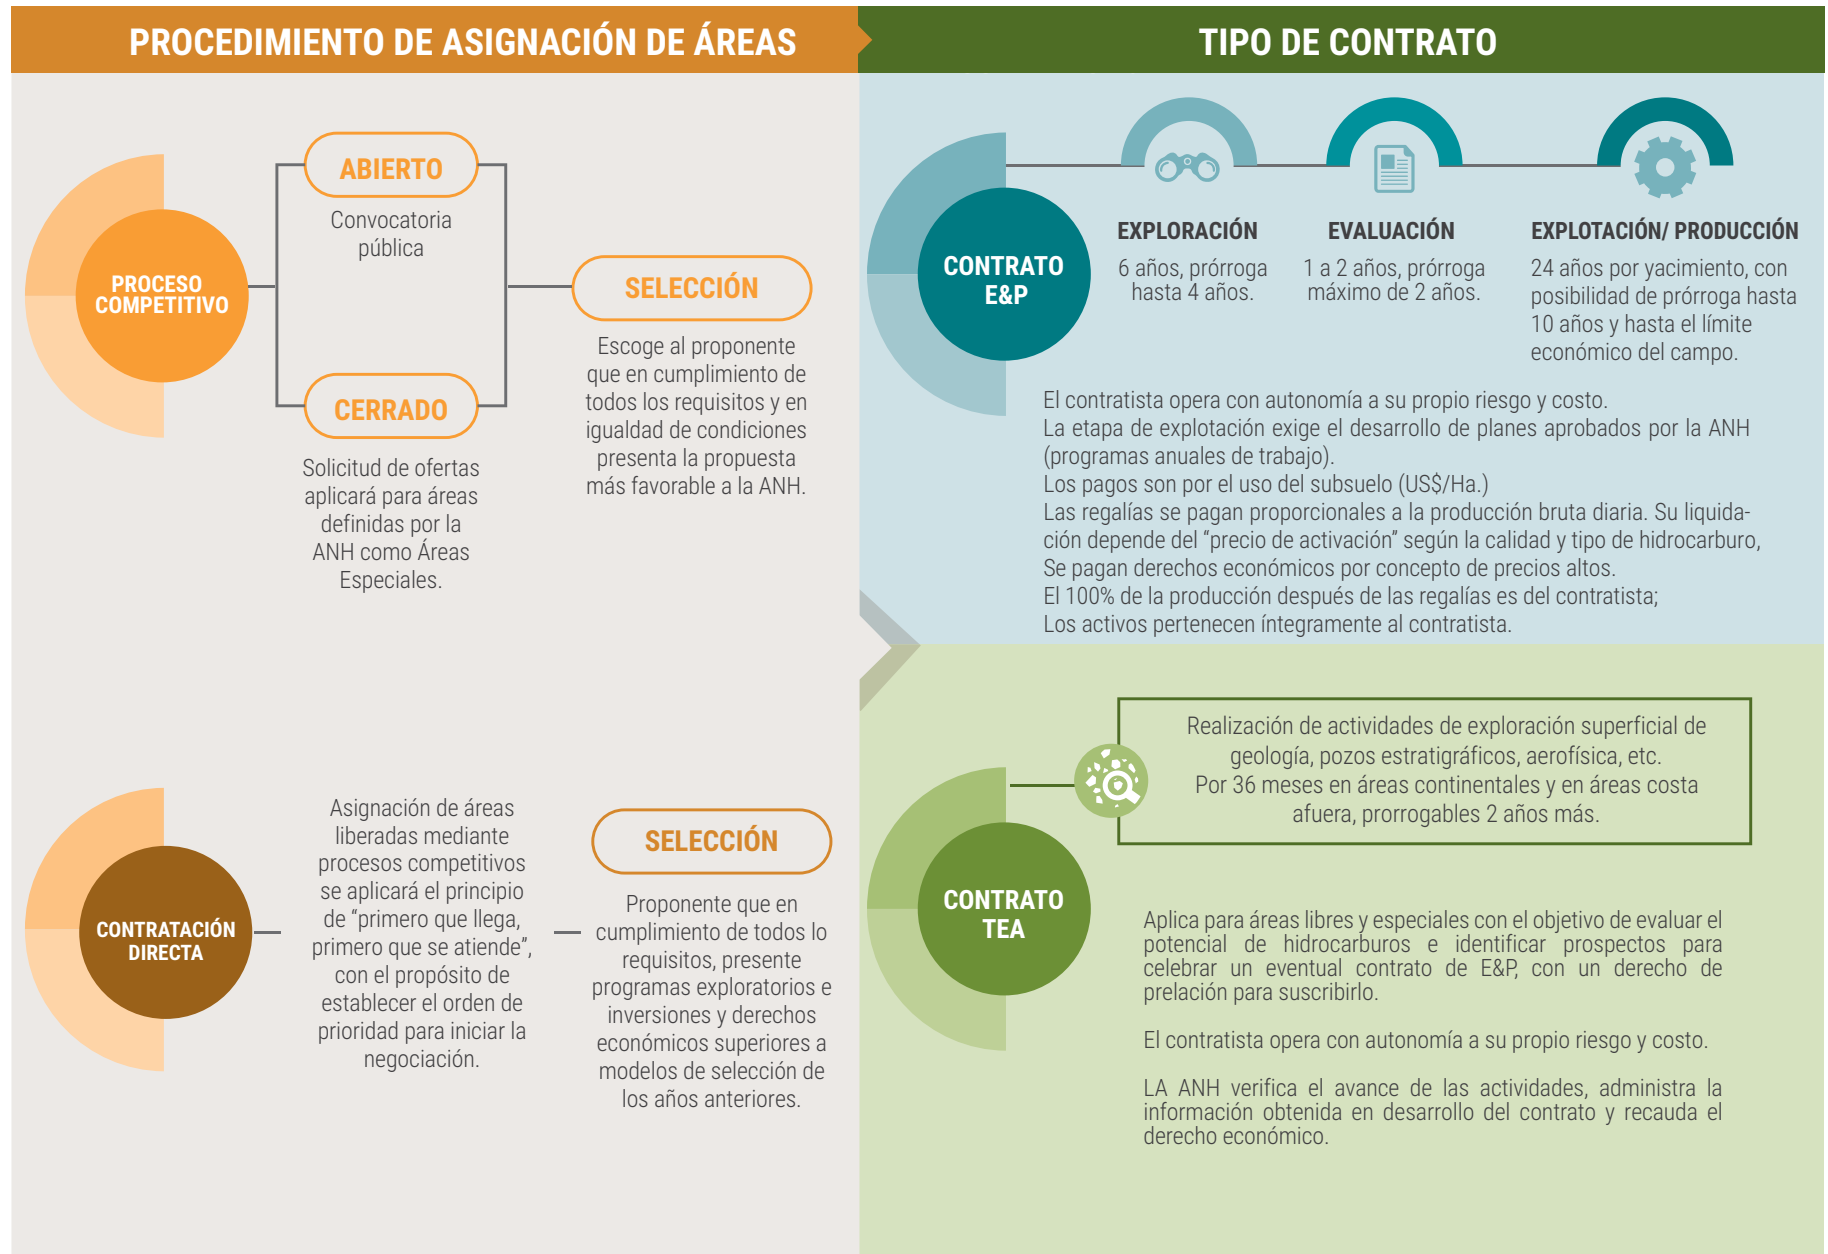 PROCEDIMIENTO DE ASIGNACIÓN DE ÁREAS
PROCESO
COMPETITIVO
ABIERTO
Convocatoria
pública
CERRADO
Solicitud de ofertas
aplicará para áreas
definidas por la
ANH como Áreas
Especiales.
SELECCIÓN
Escoge al proponente
que en cumplimiento de
todos los requisitos y en
igualdad de condiciones
presenta la propuesta
más favorable a la ANH.
CONTRATACIÓN
DIRECTA
Asignación de áreas
liberadas mediante
procesos competitivos
se aplicará el principio
de “primero que llega,
primero que se atiende”,
con el propósito de
establecer el orden de
prioridad para iniciar la
negociación.
SELECCIÓN
Proponente que en
cumplimiento de todos lo
requisitos, presente
programas exploratorios e
inversiones y derechos
económicos superiores a
modelos de selección de
los años anteriores.
TIPO DE CONTRATO
CONTRATO
E&P
EXPLORACIÓN
6 años, prórroga
hasta 4 años.
EVALUACIÓN
1 a 2 años, prórroga
máximo de 2 años.
EXPLOTACIÓN/ PRODUCCIÓN
24 años por yacimiento, con
posibilidad de prórroga hasta
10 años y hasta el límite
económico del campo.
El contratista opera con autonomía a su propio riesgo y costo.
La etapa de explotación exige el desarrollo de planes aprobados por la ANH
(programas anuales de trabajo).
Los pagos son por el uso del subsuelo (US$/Ha.)
Las regalías se pagan proporcionales a la producción bruta diaria. Su liquida-
ción depende del “precio de activación” según la calidad y tipo de hidrocarburo,
Se pagan derechos económicos por concepto de precios altos.
El 100% de la producción después de las regalías es del contratista;
Los activos pertenecen íntegramente al contratista.
CONTRATO
TEA
Realización de actividades de exploración superficial de
geología, pozos estratigráficos, aerofísica, etc.
Por 36 meses en áreas continentales y en áreas costa
afuera, prorrogables 2 años más.
Aplica para áreas libres y especiales con el objetivo de evaluar el
potencial de hidrocarburos e identificar prospectos para
celebrar un eventual contrato de E&P, con un derecho de
prelación para suscribirlo.
El contratista opera con autonomía a su propio riesgo y costo.
LA ANH verifica el avance de las actividades, administra la
información obtenida en desarrollo del contrato y recauda el
derecho económico.